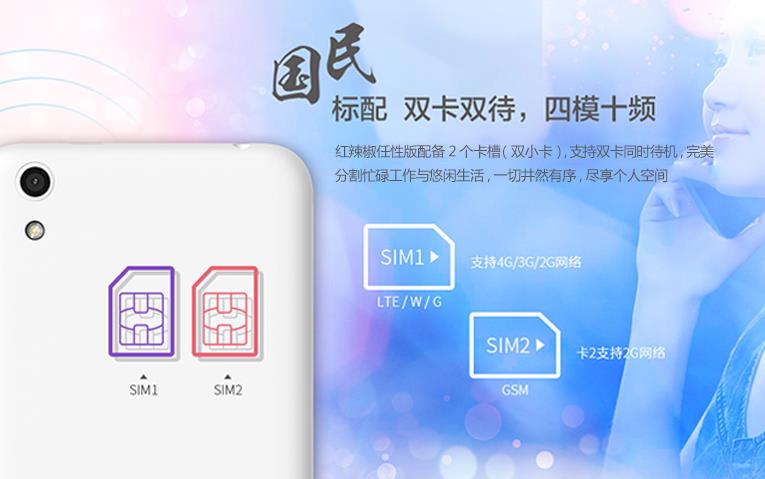 国民
标配 双卡双待，四模十频
红辣椒任性版配备 2 个卡槽( 双小卡 ), 支持双卡同时待机 , 完美
分割忙碌工作与悠闲生活 , 一切井然有序 , 尽享个人空间
SIM1
支持4G/3G/2G网络
LTE / W / G
SIM2
卡2支持2G网络
GSM
SIM1
SIM2